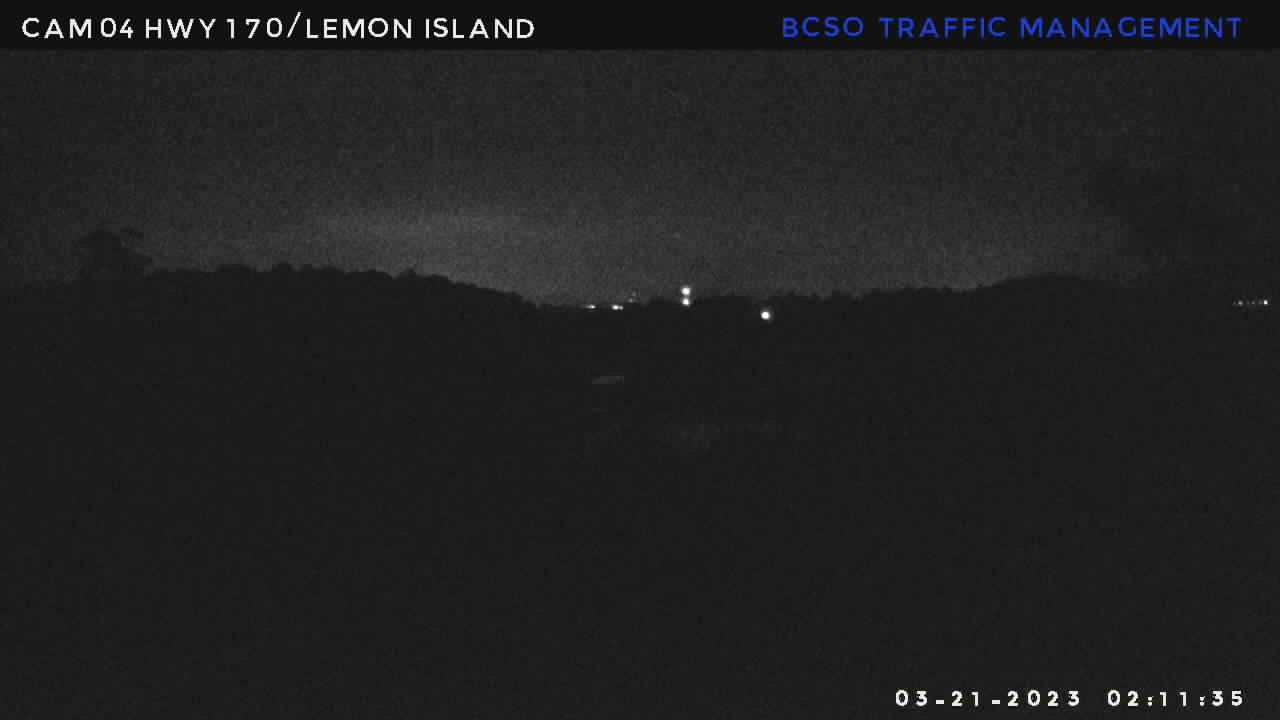 CAM04 HWY 170/LEMON ISLAND
BCSO TRAFFIC MANAGEMENT
03-21-2023 02:11:35